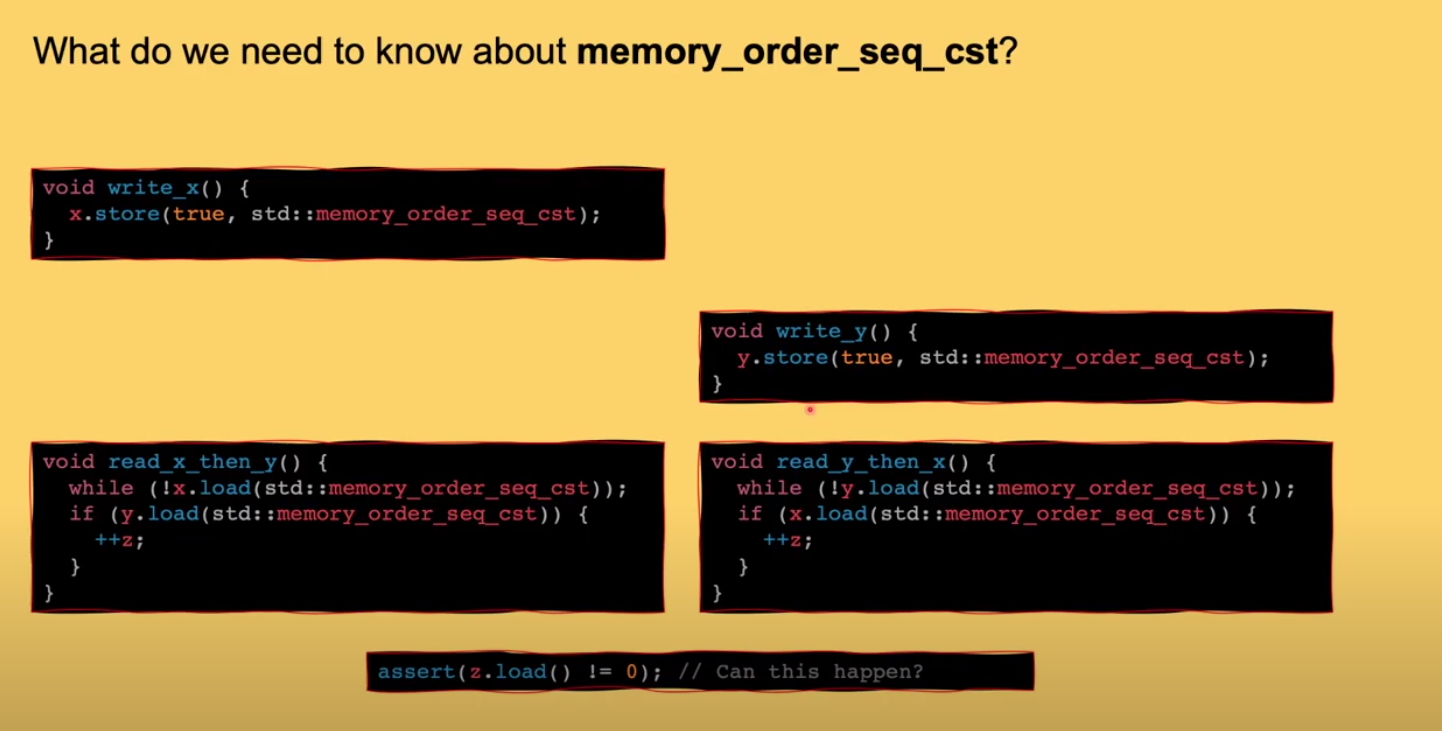 What do we need to know about memory_order_seq_cst?
void write_x() {
  x.store(true, std::memory_order_seq_cst);
}
void write_y() {
  y.store(true, std::memory_order_seq_cst);
}
void read_x_then_y() {
  while (!x.load(std::memory_order_seq_cst));
  if (y.load(std::memory_order_seq_cst)) {
    ++z;
  }
}
void read_y_then_x() {
  while (!y.load(std::memory_order_seq_cst));
  if (x.load(std::memory_order_seq_cst)) {
    ++z;
  }
}
assert(z.load() != 0); // Can this happen?